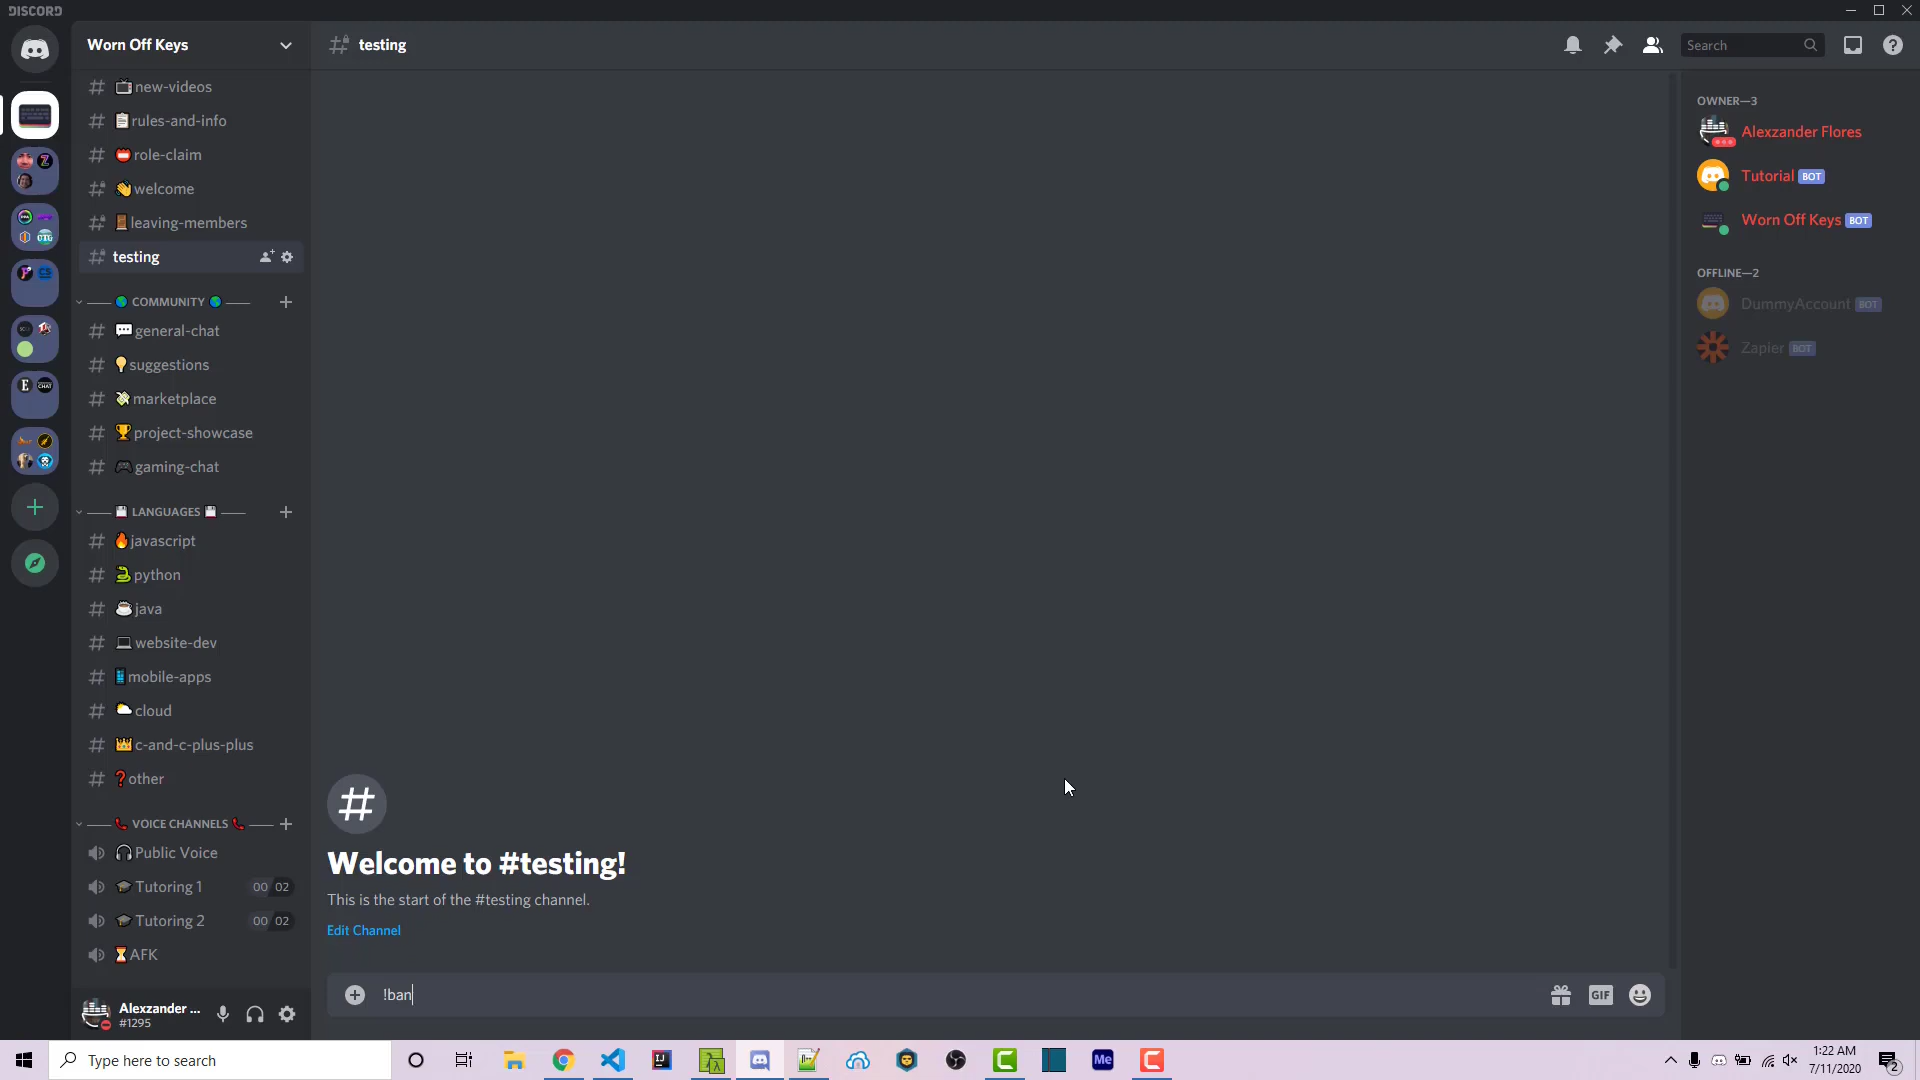 DISCORD
Worn Off Keys
testing
Search
new-videos
rules-and-info
role-claim
welcome
leaving-members
testing
COMMUNITY
general-chat
suggestions
marketplace
project-showcase
gaming-chat
LANGUAGES
javascript
python
java
website-dev
mobile-apps
cloud
c-and-c-plus-plus
other
VOICE CHANNELS
Public Voice
Tutoring 1 00 02
Tutoring 2 00 02
AFK
Alexzander ...
#1295
Welcome to #testing!
This is the start of the #testing channel.
Edit Channel
!ban
GIF
OWNER—3
Alexzander Flores
Tutorial BOT
Worn Off Keys BOT
OFFLINE—2
DummyAccount BOT
Zapier BOT
Type here to search
IJ
Me
1:22 AM
7/11/2020
2